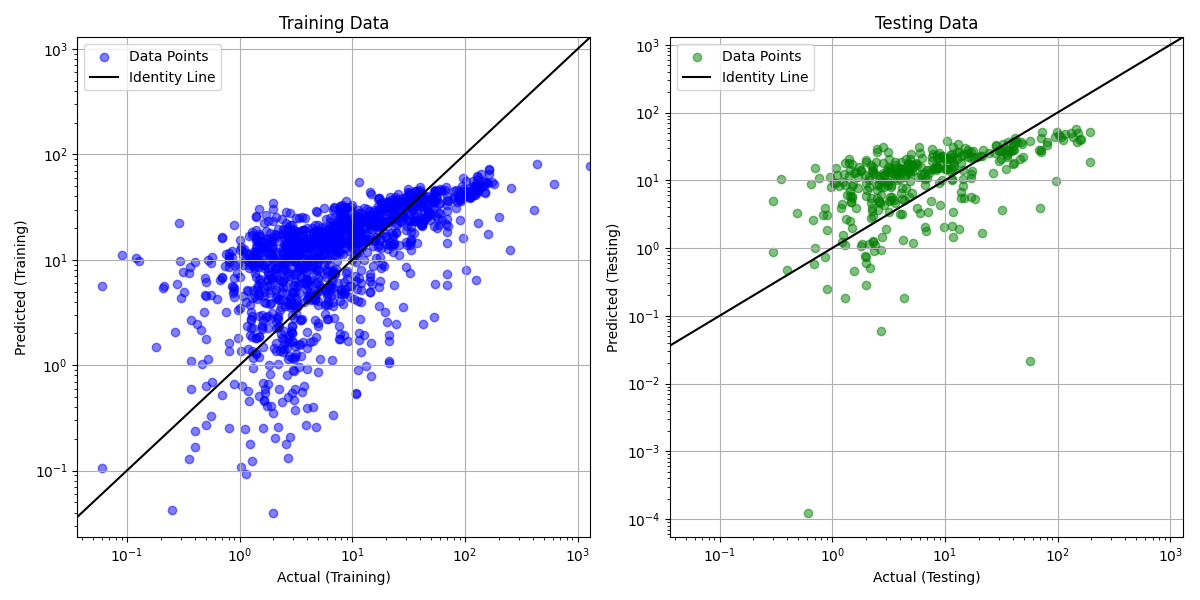 Training Data
Data Points
Identity Line
10³
10²
10¹
10⁰
10⁻¹
Predicted (Training)
10⁻¹ 10⁰ 10¹ 10² 10³
Actual (Training)
Testing Data
Data Points
Identity Line
10³
10²
10¹
10⁰
10⁻¹
10⁻²
10⁻³
10⁻⁴
Predicted (Testing)
10⁻¹ 10⁰ 10¹ 10² 10³
Actual (Testing)